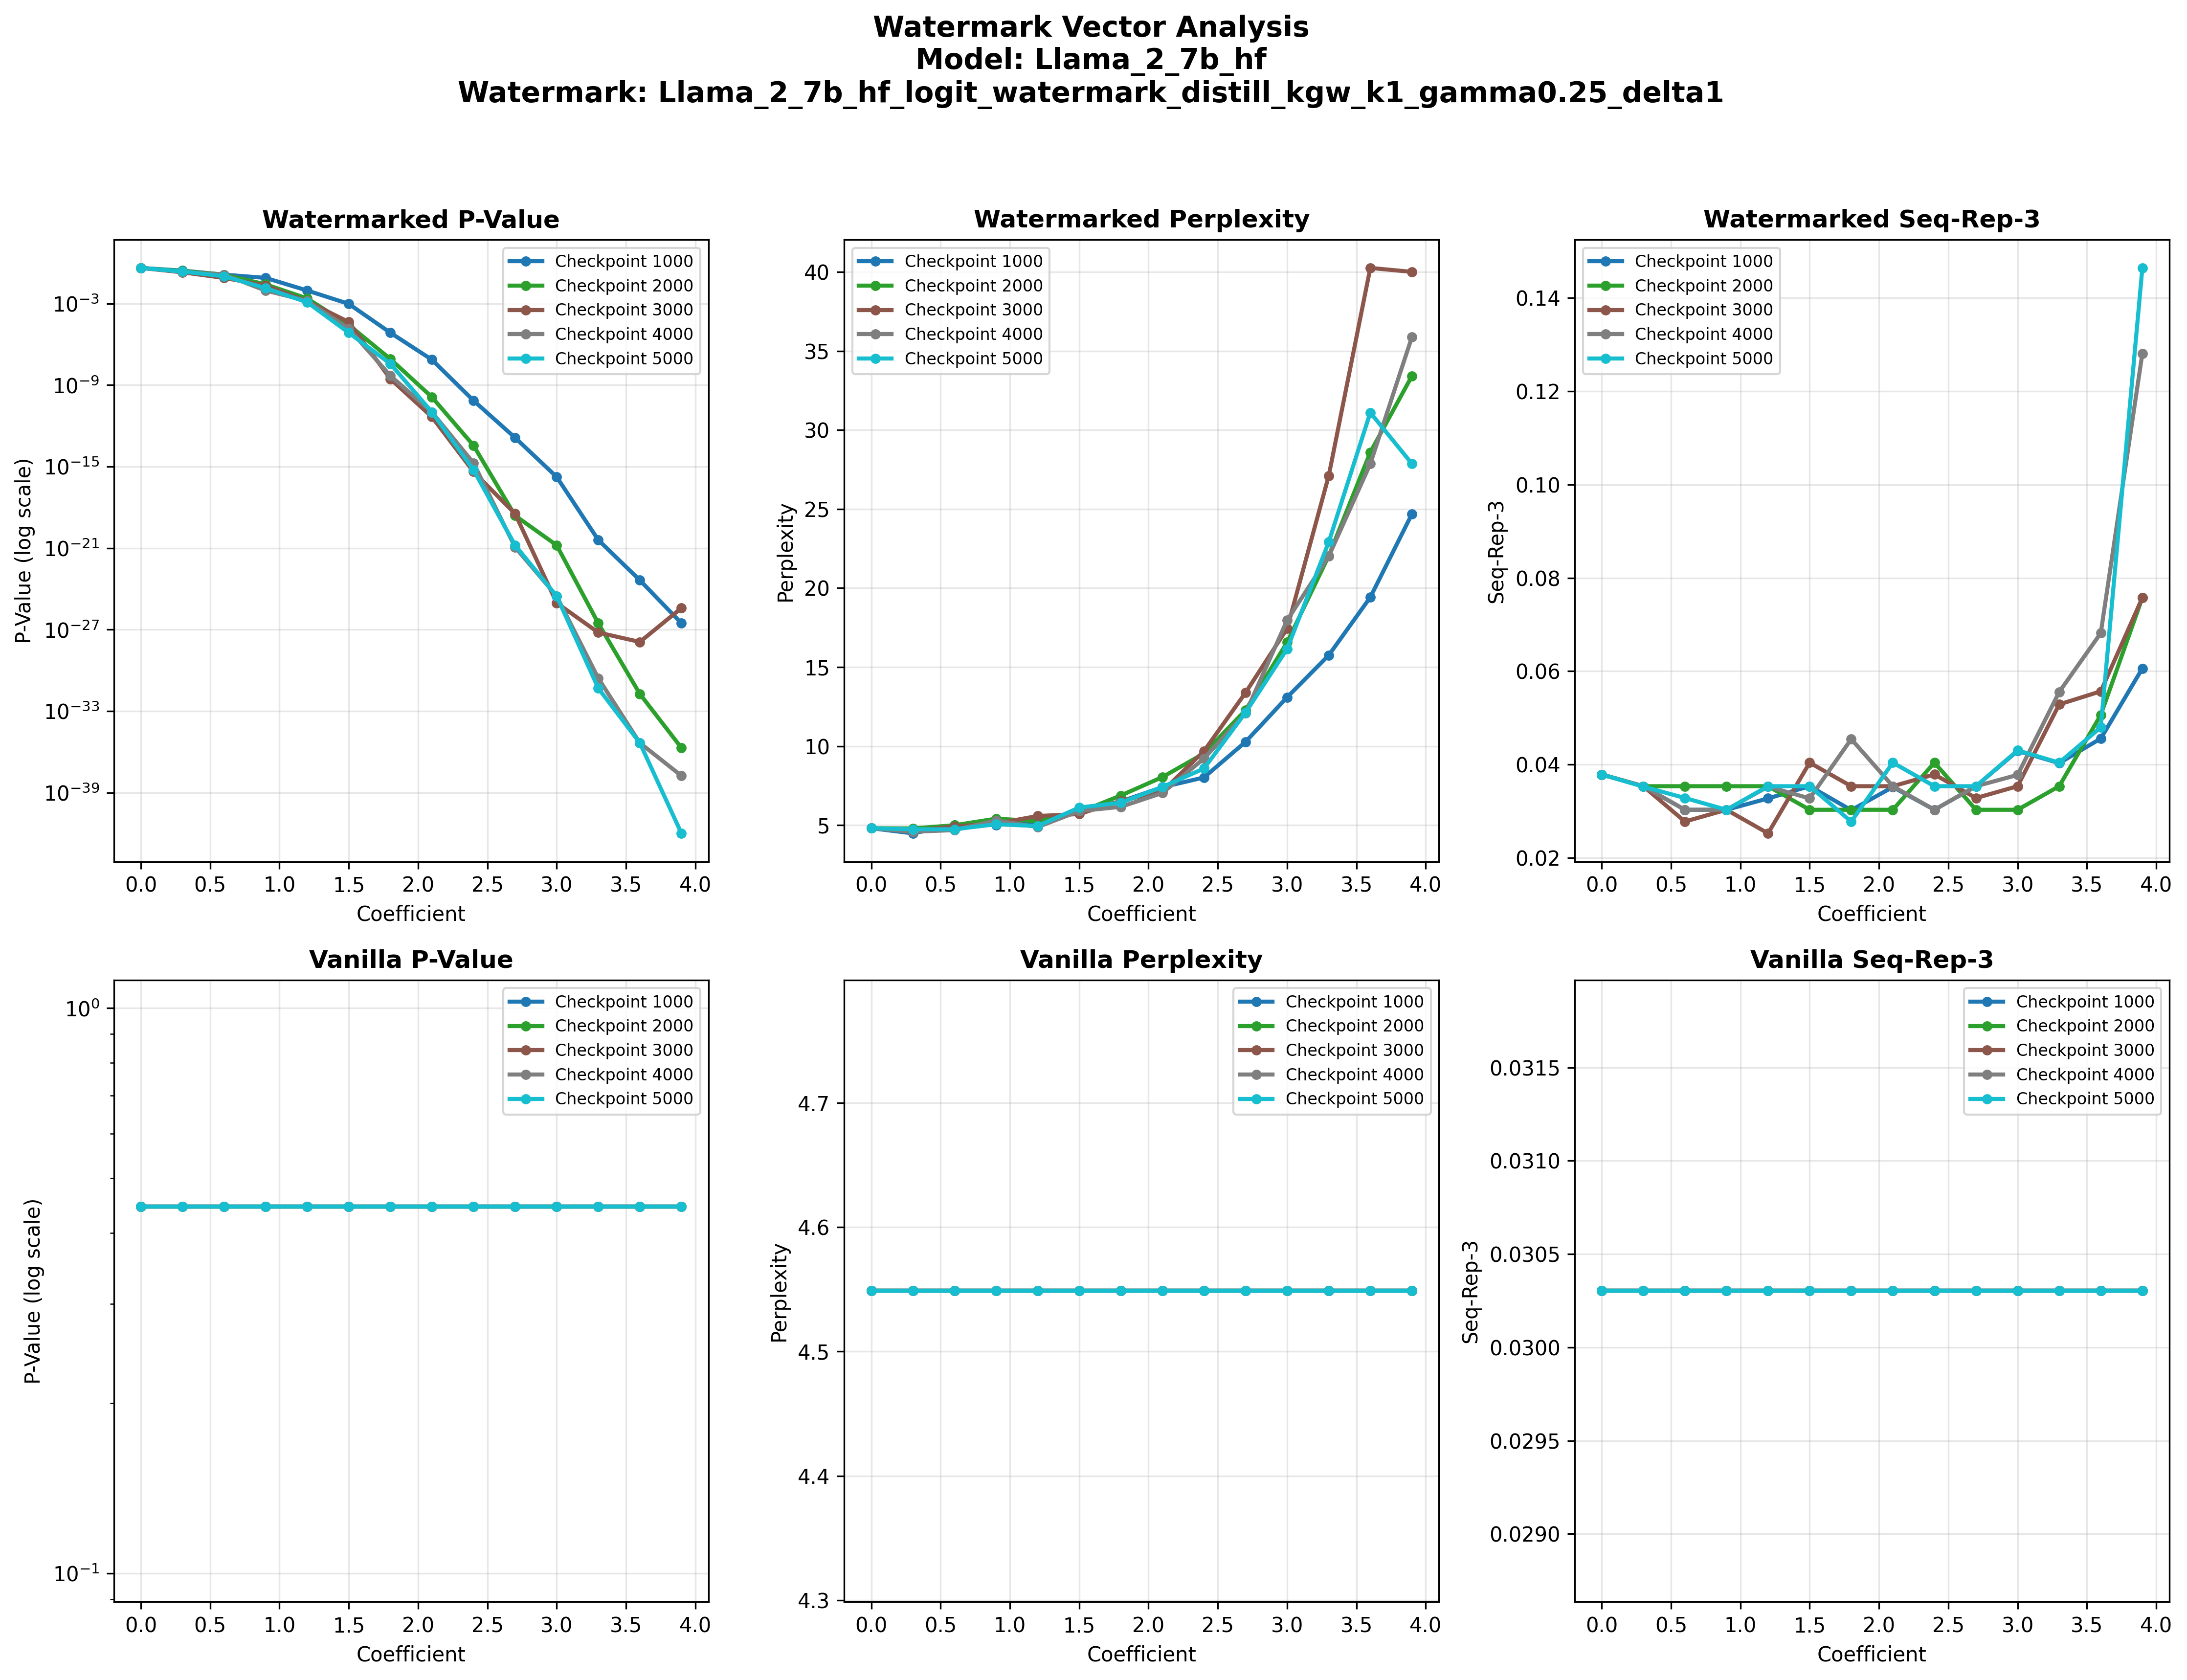 Watermark Vector Analysis
Model: Llama_2_7b_hf
Watermark: Llama_2_7b_hf_logit_watermark_distill_kgw_k1_gamma0.25_delta1
Watermarked P-Value
P-Value (log scale)
10⁻³
10⁻⁹
10⁻¹⁵
10⁻²¹
10⁻²⁷
10⁻³³
10⁻³⁹
Checkpoint 1000
Checkpoint 2000
Checkpoint 3000
Checkpoint 4000
Checkpoint 5000
0.0 0.5 1.0 1.5 2.0 2.5 3.0 3.5 4.0
Coefficient
Watermarked Perplexity
Perplexity
40
35
30
25
20
15
10
5
Checkpoint 1000
Checkpoint 2000
Checkpoint 3000
Checkpoint 4000
Checkpoint 5000
0.0 0.5 1.0 1.5 2.0 2.5 3.0 3.5 4.0
Coefficient
Watermarked Seq-Rep-3
Seq-Rep-3
0.14
0.12
0.10
0.08
0.06
0.04
0.02
Checkpoint 1000
Checkpoint 2000
Checkpoint 3000
Checkpoint 4000
Checkpoint 5000
0.0 0.5 1.0 1.5 2.0 2.5 3.0 3.5 4.0
Coefficient
Vanilla P-Value
P-Value (log scale)
10⁰
10⁻¹
Checkpoint 1000
Checkpoint 2000
Checkpoint 3000
Checkpoint 4000
Checkpoint 5000
0.0 0.5 1.0 1.5 2.0 2.5 3.0 3.5 4.0
Coefficient
Vanilla Perplexity
Perplexity
4.7
4.6
4.5
4.4
4.3
Checkpoint 1000
Checkpoint 2000
Checkpoint 3000
Checkpoint 4000
Checkpoint 5000
0.0 0.5 1.0 1.5 2.0 2.5 3.0 3.5 4.0
Coefficient
Vanilla Seq-Rep-3
Seq-Rep-3
0.0315
0.0310
0.0305
0.0300
0.0295
0.0290
Checkpoint 1000
Checkpoint 2000
Checkpoint 3000
Checkpoint 4000
Checkpoint 5000
0.0 0.5 1.0 1.5 2.0 2.5 3.0 3.5 4.0
Coefficient